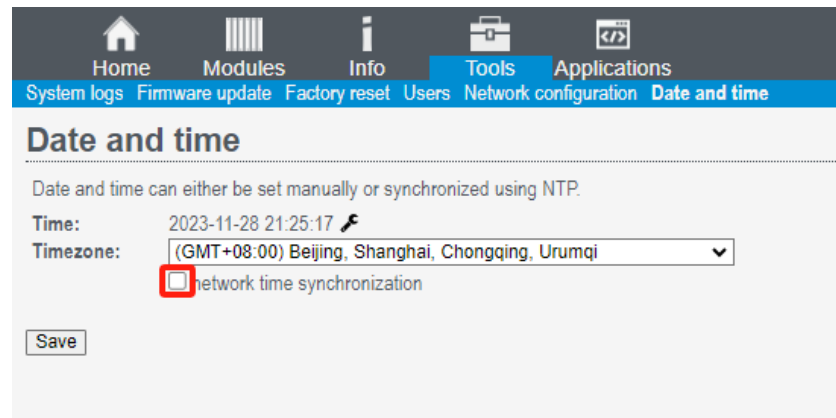 Home Modules Info Tools Applications
System logs Firmware update Factory reset Users Network configuration Date and time
Date and time
Date and time can either be set manually or synchronized using NTP.
Time: 2023-11-28 21:25:17
Timezone: (GMT+08:00) Beijing, Shanghai, Chongqing, Urumqi
network time synchronization
Save